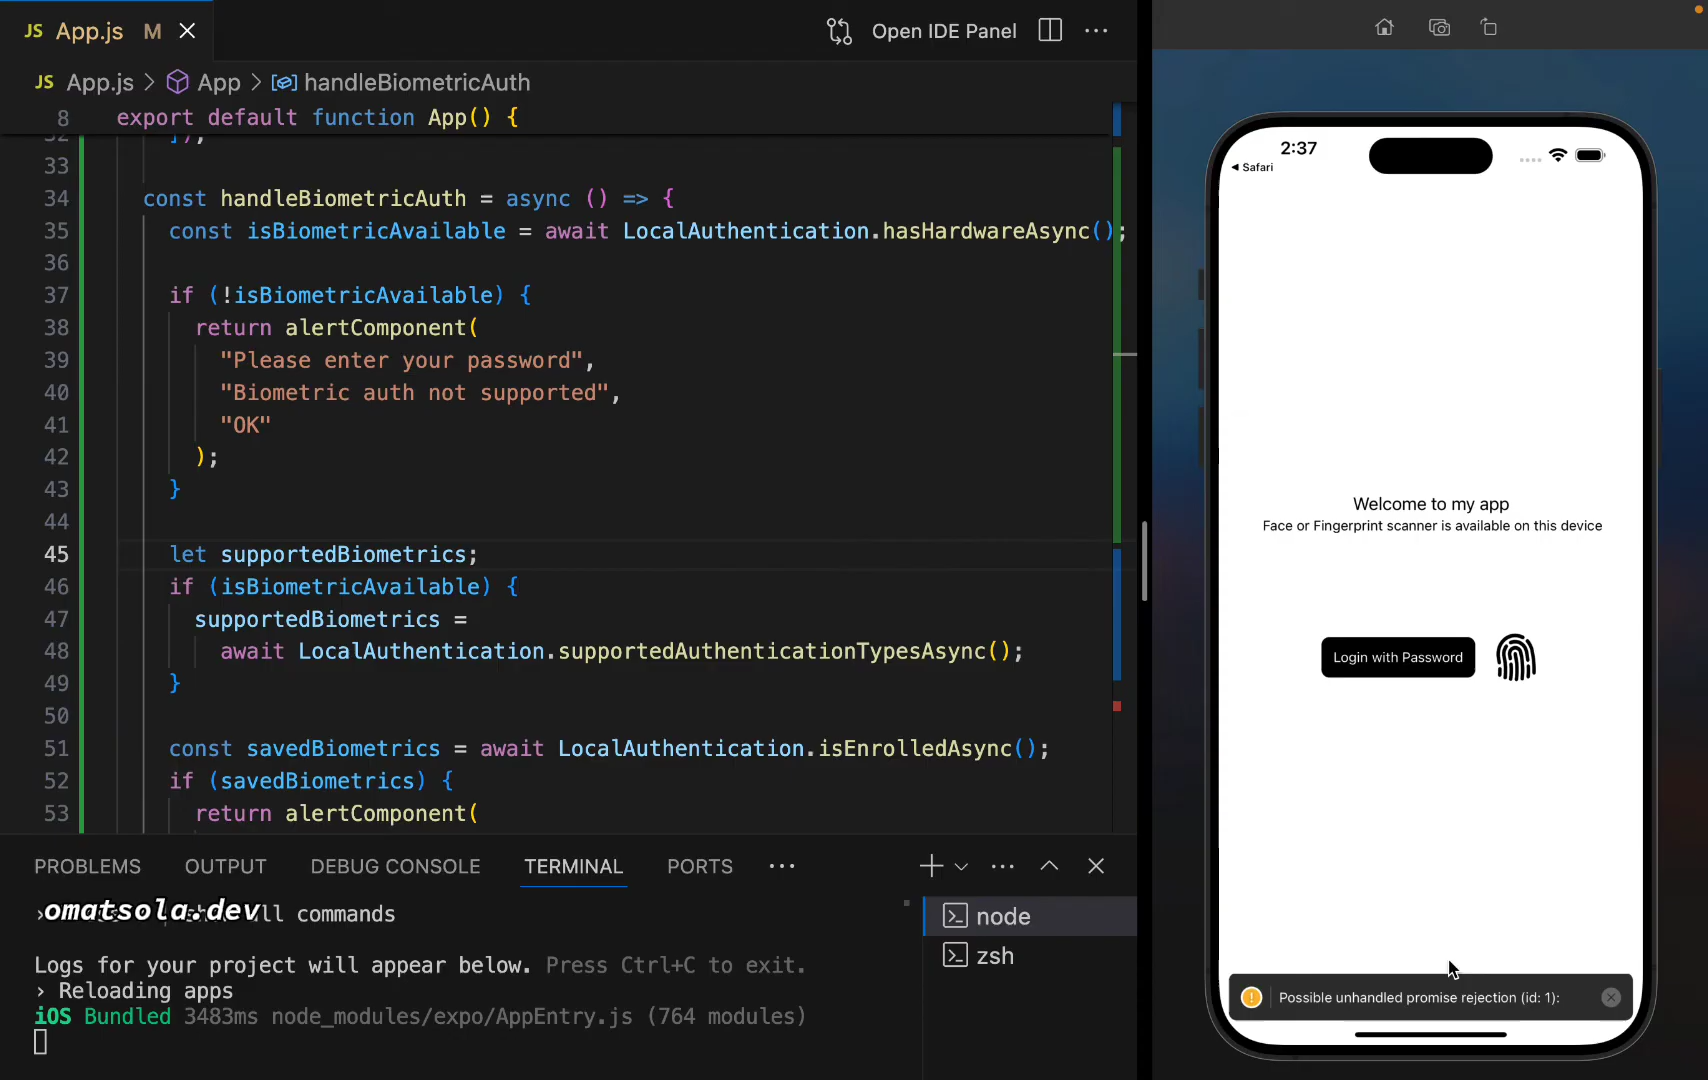 JS App.js M
Open IDE Panel
JS App.js > App > handleBiometricAuth
8 export default function App() {
32 ]);
33
34 const handleBiometricAuth = async () => {
35 const isBiometricAvailable = await LocalAuthentication.hasHardwareAsync();
36
37 if (!isBiometricAvailable) {
38 return alertComponent(
39 "Please enter your password",
40 "Biometric auth not supported",
41 "OK"
42 );
43 }
44
45 let supportedBiometrics;
46 if (isBiometricAvailable) {
47 supportedBiometrics =
48 await LocalAuthentication.supportedAuthenticationTypesAsync();
49 }
50
51 const savedBiometrics = await LocalAuthentication.isEnrolledAsync();
52 if (savedBiometrics) {
53 return alertComponent(
PROBLEMS OUTPUT DEBUG CONSOLE TERMINAL PORTS
omatsola.dev
commands
Logs for your project will appear below. Press Ctrl+C to exit.
› Reloading apps
iOS Bundled 3483ms node_modules/expo/AppEntry.js (764 modules)
node
zsh
2:37
Safari
Welcome to my app
Face or Fingerprint scanner is available on this device
Login with Password
Possible unhandled promise rejection (id: 1):